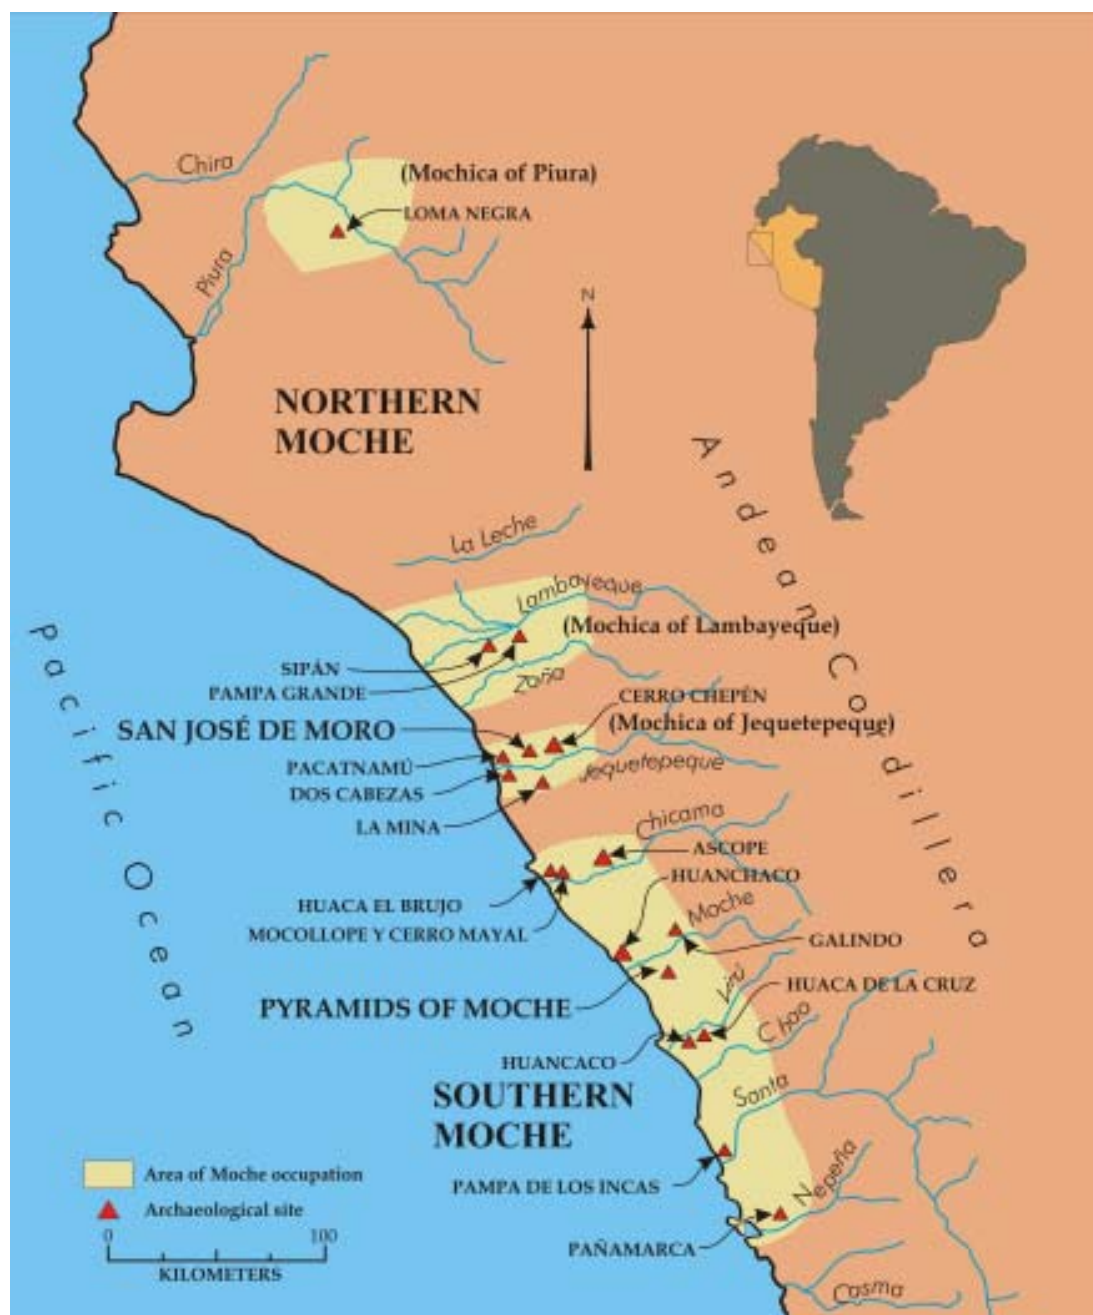 Chira
(Mochica of Piura)
LOMA NEGRA
Piura
N
NORTHERN
MOCHE
Andean Cordillera
La Leche
Lambayeque
(Mochica of Lambayeque)
SIPÁN
PAMPA GRANDE
Zaña
CERRO CHEPÉN
SAN JOSÉ DE MORO
(Mochica of Jequetepeque)
PACATNAMÚ
Jequetepeque
DOS CABEZAS
LA MINA
Pacific Ocean
Chicama
ASCOPE
HUANCHACO
HUACA EL BRUJO
Moche
MOCOLLOPE Y CERRO MAYAL
GALINDO
Virú
HUACA DE LA CRUZ
PYRAMIDS OF MOCHE
Chao
HUANCACO
SOUTHERN
MOCHE
Santa
Nepeña
PAMPA DE LOS INCAS
PAÑAMARCA
Casma
Area of Moche occupation
Archaeological site
0 100
KILOMETERS